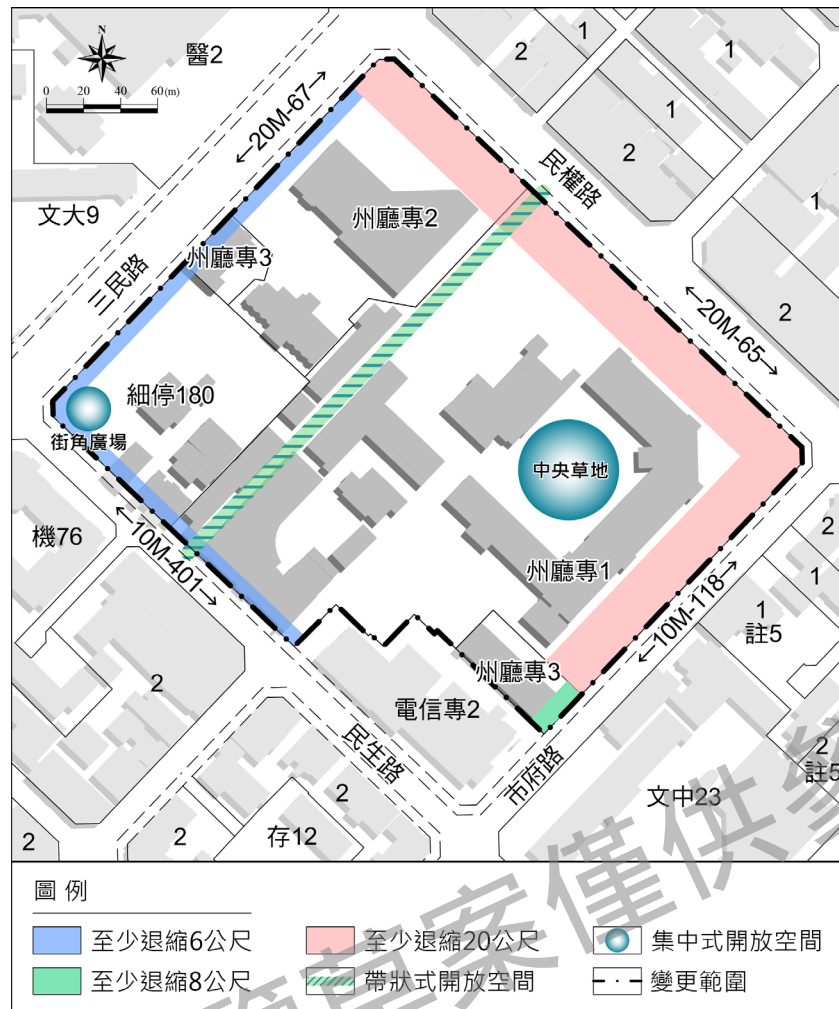 N
0 20 40 60(m)
醫2
2
1
1
1
2
←20M-67→
民權路
文大9
州廳專2
1
三民路
州廳專3
←20M-65→
2
細停180
街角廣場
中央草地
機76
←10M-401→
州廳專1
←10M-118→
2
1
1
註5
州廳專3
2
電信專2
民生路
市府路
2
註5
文中23
2
2
2
存12
圖例
至少退縮6公尺
至少退縮20公尺
集中式開放空間
至少退縮8公尺
帶狀式開放空間
變更範圍
草案僅供